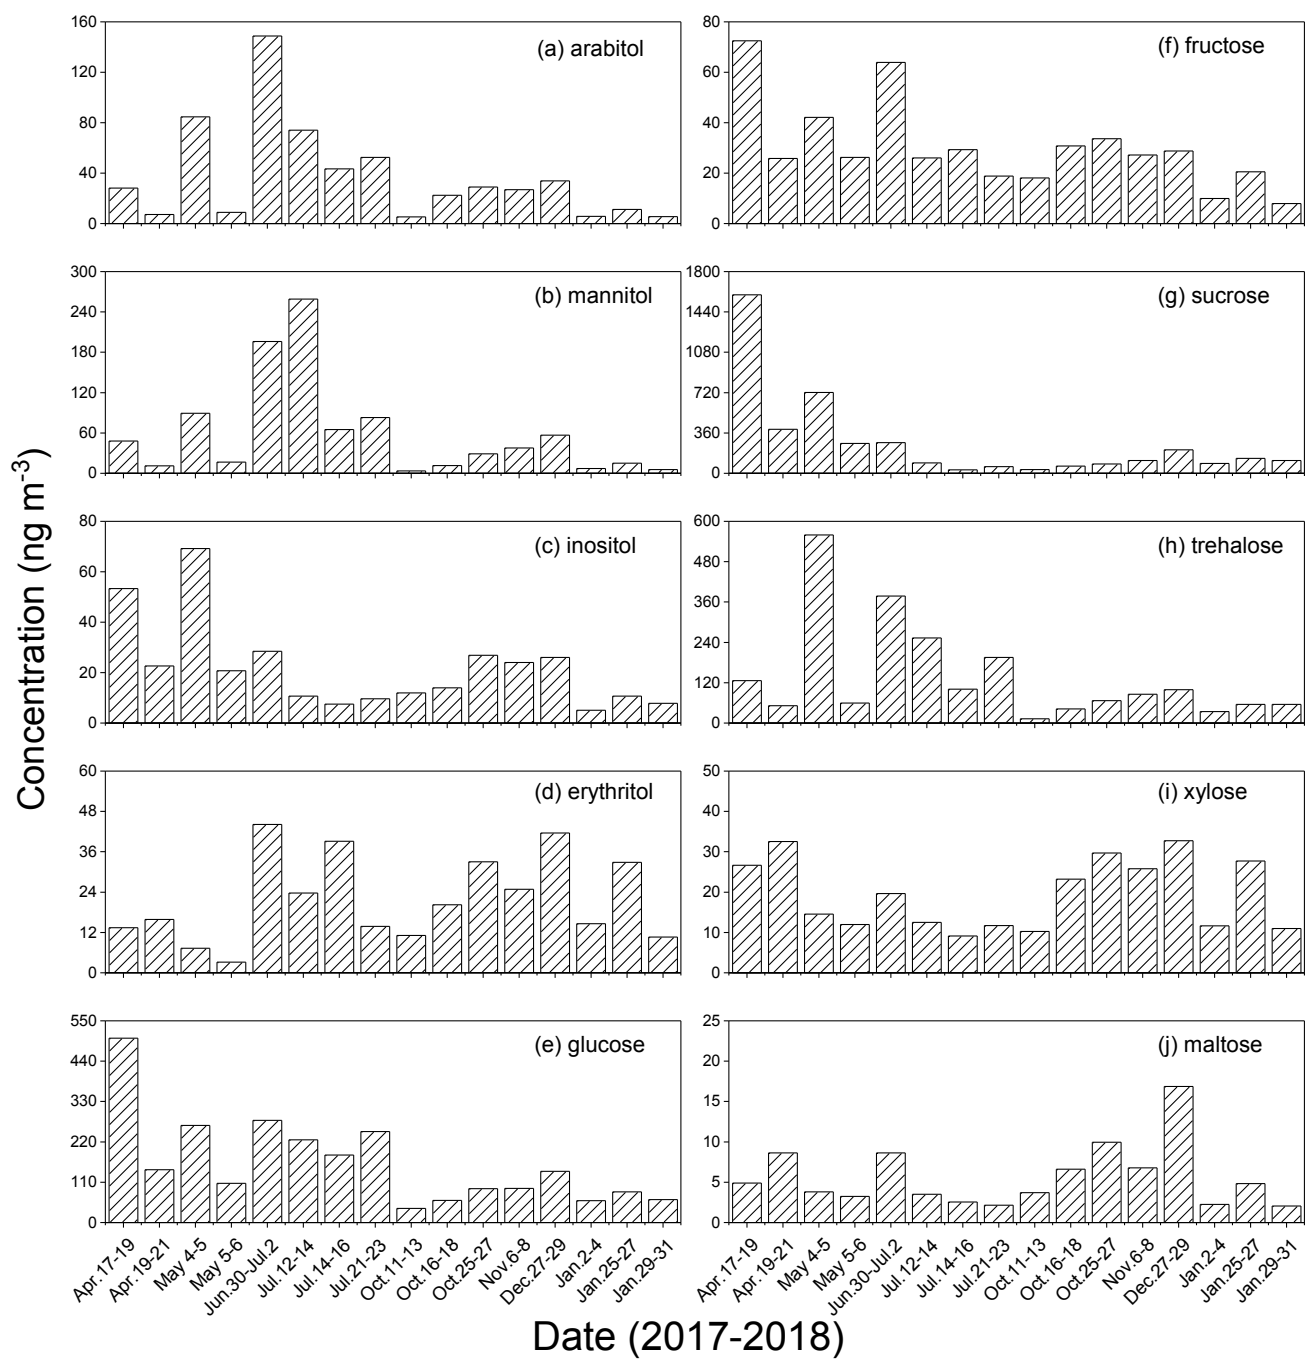 Concentration (ng m⁻³)
(a) arabitol
160
120
80
40
0
(b) mannitol
300
240
180
120
60
0
(c) inositol
80
60
40
20
0
(d) erythritol
60
48
36
24
12
0
(e) glucose
550
440
330
220
110
0
Apr.17-19
Apr.19-21
May 4-5
May 5-6
Jun.30-Jul.2
Jul.12-14
Jul.14-16
Jul.21-23
Oct.11-13
Oct.16-18
Oct.25-27
Nov.6-8
Dec.27-29
Jan.2-4
Jan.25-27
Jan.29-31
(f) fructose
80
60
40
20
0
(g) sucrose
1800
1440
1080
720
360
0
(h) trehalose
600
480
360
240
120
0
(i) xylose
50
40
30
20
10
0
(j) maltose
25
20
15
10
5
0
Apr.17-19
Apr.19-21
May 4-5
May 5-6
Jun.30-Jul.2
Jul.12-14
Jul.14-16
Jul.21-23
Oct.11-13
Oct.16-18
Oct.25-27
Nov.6-8
Dec.27-29
Jan.2-4
Jan.25-27
Jan.29-31
Date (2017-2018)